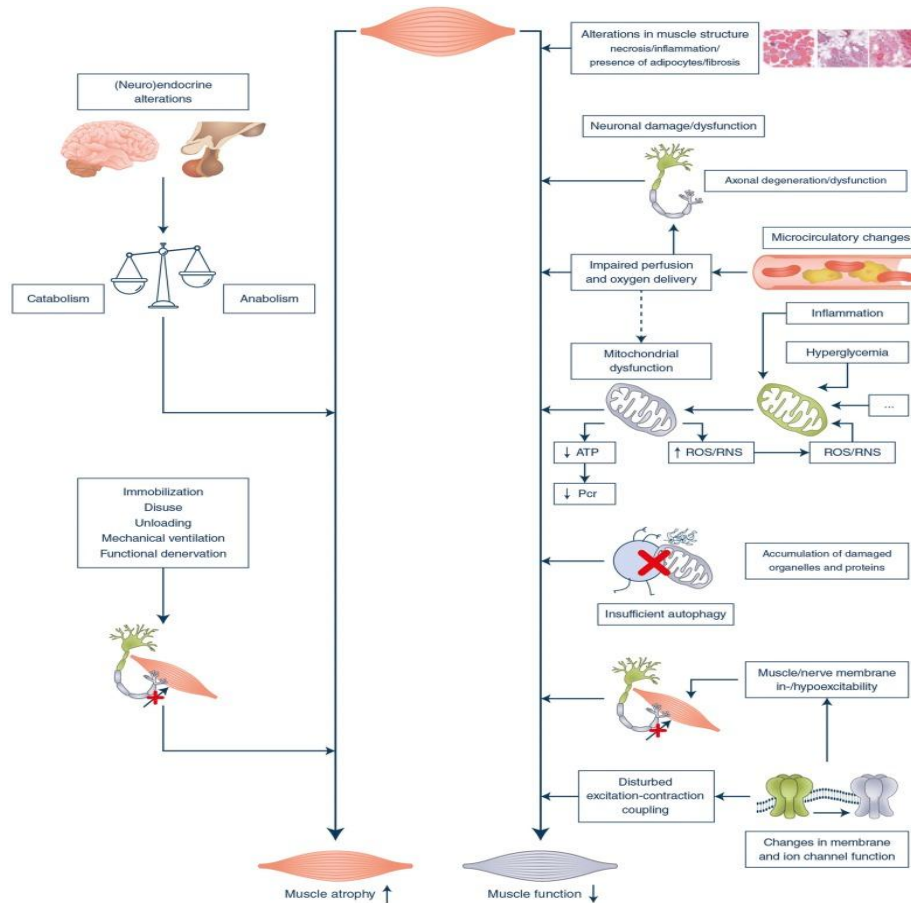 Alterations in muscle structure
necrosis/inflammation/
presence of adipocytes/fibrosis
(Neuro)endocrine
alterations
Neuronal damage/dysfunction
Axonal degeneration/dysfunction
Microcirculatory changes
Impaired perfusion
and oxygen delivery
Catabolism
Anabolism
Inflammation
Hyperglycemia
Mitochondrial
dysfunction
...
↓ ATP
↑ ROS/RNS
ROS/RNS
↓ Pcr
Immobilization
Disuse
Unloading
Mechanical ventilation
Functional denervation
Accumulation of damaged
organelles and proteins
Insufficient autophagy
Muscle/nerve membrane
in-/hypoexcitability
Disturbed
excitation-contraction
coupling
Changes in membrane
and ion channel function
Muscle atrophy ↑
Muscle function ↓